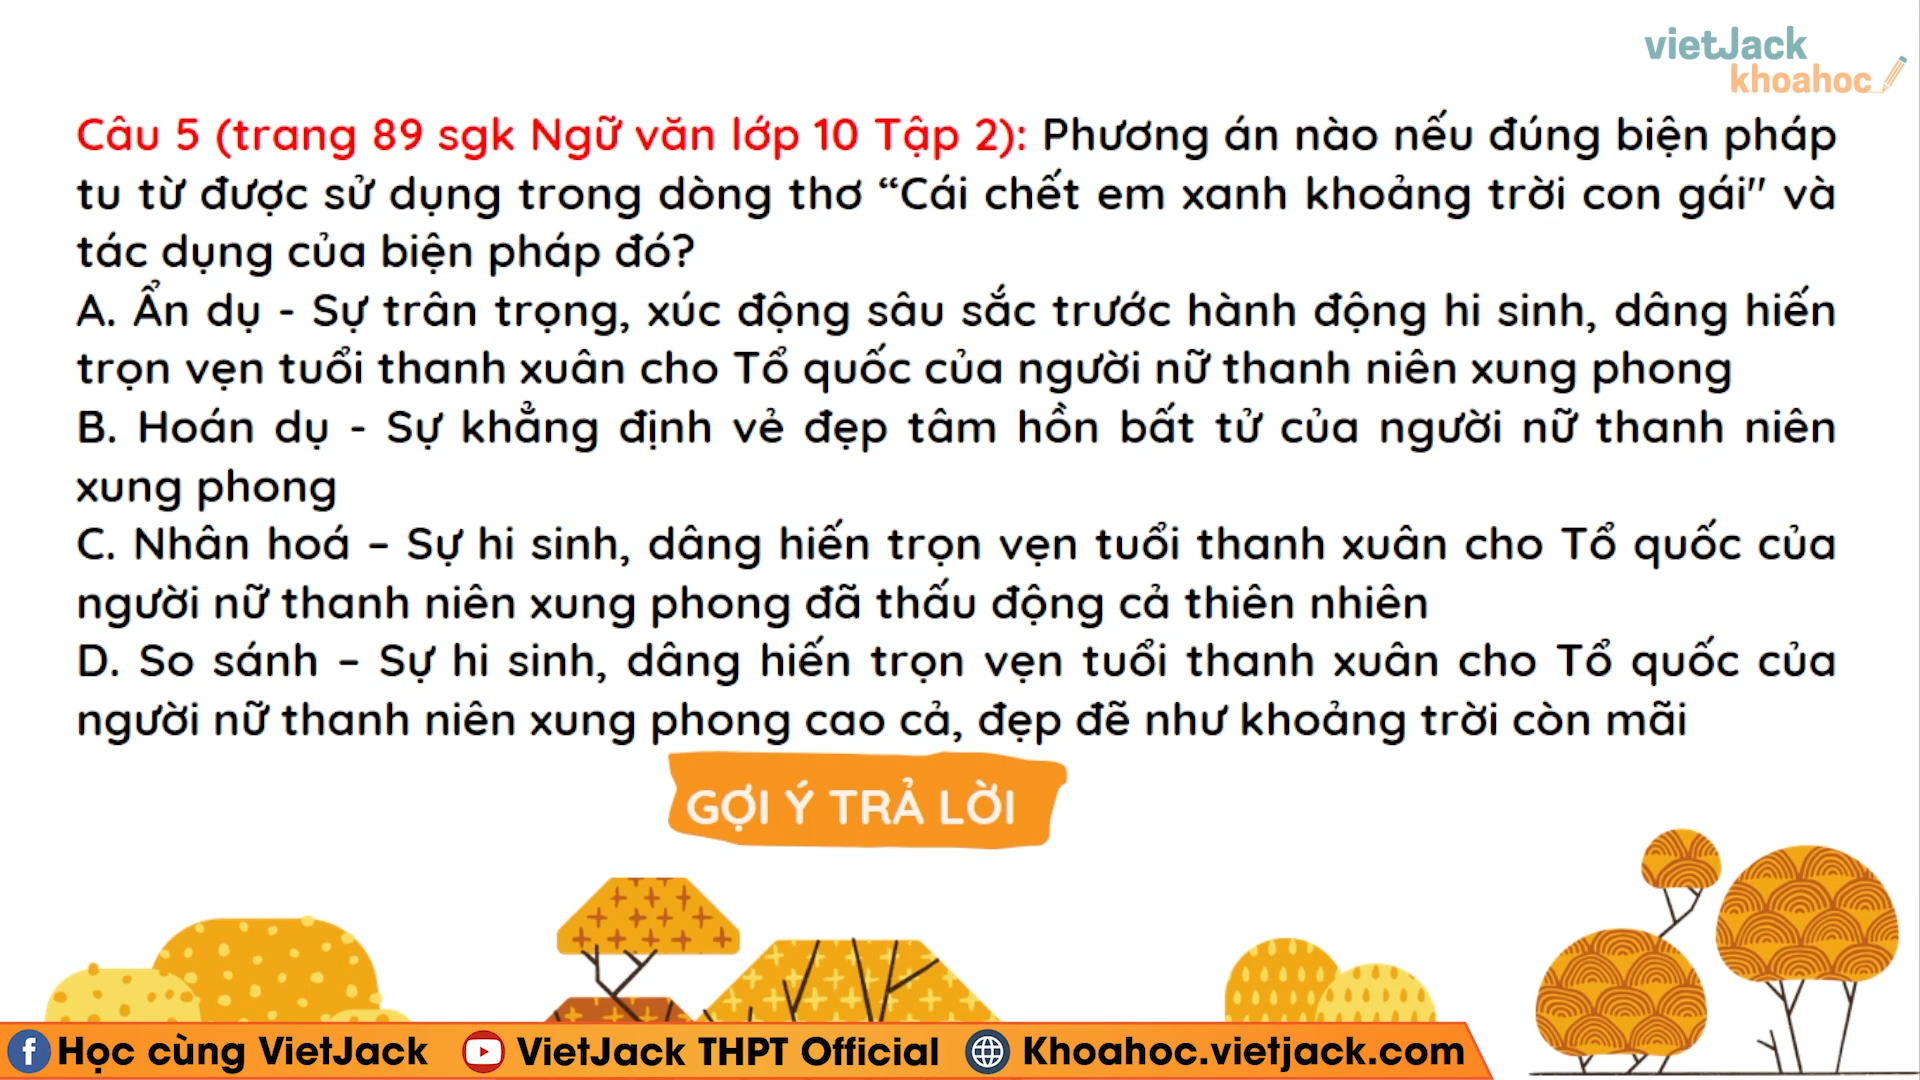 vietJack
khoahoc
Câu 5 (trang 89 sgk Ngữ văn lớp 10 Tập 2): Phương án nào nếu đúng biện pháp
tu từ được sử dụng trong dòng thơ “Cái chết em xanh khoảng trời con gái" và
tác dụng của biện pháp đó?
A. Ẩn dụ - Sự trân trọng, xúc động sâu sắc trước hành động hi sinh, dâng hiến
trọn vẹn tuổi thanh xuân cho Tổ quốc của người nữ thanh niên xung phong
B. Hoán dụ - Sự khẳng định vẻ đẹp tâm hồn bất tử của người nữ thanh niên
xung phong
C. Nhân hoá – Sự hi sinh, dâng hiến trọn vẹn tuổi thanh xuân cho Tổ quốc của
người nữ thanh niên xung phong đã thấu động cả thiên nhiên
D. So sánh – Sự hi sinh, dâng hiến trọn vẹn tuổi thanh xuân cho Tổ quốc của
người nữ thanh niên xung phong cao cả, đẹp đẽ như khoảng trời còn mãi
GỢI Ý TRẢ LỜI
Học cùng VietJack VietJack THPT Official Khoahoc.vietjack.com